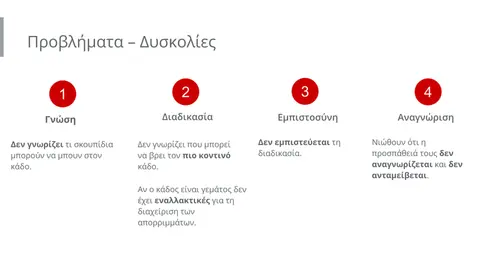 Προβλήματα – Δυσκολίες
1
Γνώση
Δεν γνωρίζει τι σκουπίδια
μπορούν να μπουν στον
κάδο.
2
Διαδικασία
Δεν γνωρίζει που μπορεί
να βρει τον πιο κοντινό
κάδο.
Αν ο κάδος είναι γεμάτος δεν
έχει εναλλακτικές για τη
διαχείριση των
απορριμμάτων.
3
Εμπιστοσύνη
Δεν εμπιστεύεται τη
διαδικασία.
4
Αναγνώριση
Νιώθουν ότι η
προσπάθειά τους δεν
αναγνωρίζεται και δεν
ανταμείβεται.